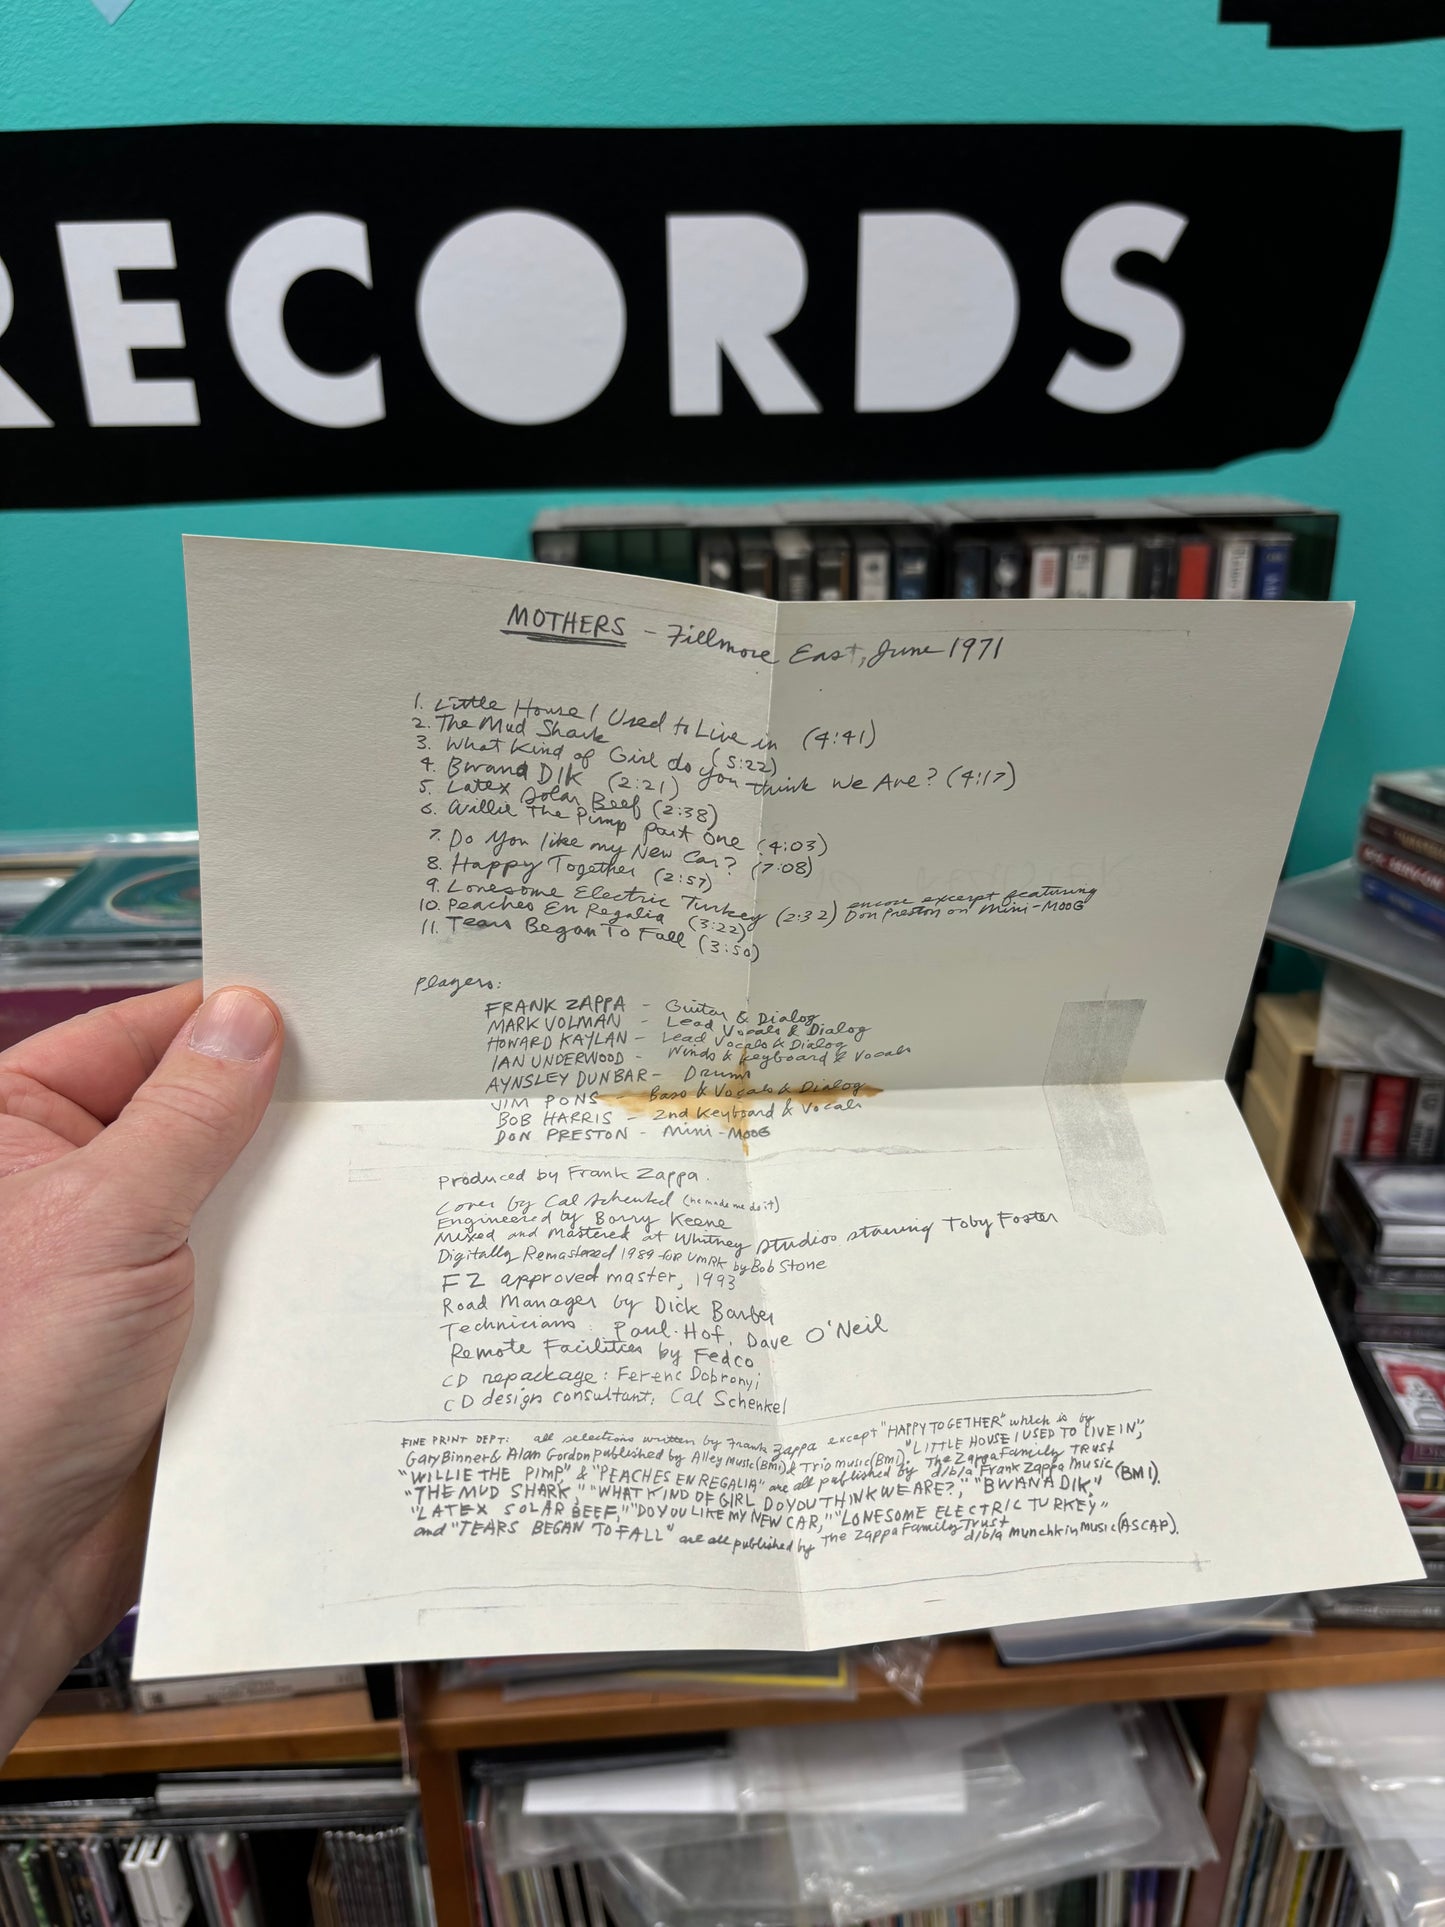 RECORDS
MOTHERS - Fillmore East, June 1971
1. Little House I Used to Live in (4:41)
2. The Mud Shark (5:22)
3. What Kind of Girl do you think We Are? (4:17)
4. Bwana DIK (2:21)
5. Latex Solar Beef (2:38)
6. Willie The Pimp part one (4:03)
7. Do You like my New Car? (7:08)
8. Happy Together (2:57)
9. Lonesome Electric Turkey (2:32) encore excerpt featuring
Don Preston on Mini-MOOG
10. Peaches En Regalia (3:22)
11. Tears Began To Fall (3:50)
players:
FRANK ZAPPA - Guitar & Dialog
MARK VOLMAN - Lead Vocals & Dialog
HOWARD KAYLAN - Lead Vocals & Dialog
IAN UNDERWOOD - Winds & Keyboard & Vocals
AYNSLEY DUNBAR - Drums
JIM PONS - Bass & Vocals & Dialog
BOB HARRIS - 2nd Keyboard & Vocals
DON PRESTON - Mini-MOOG
produced by Frank Zappa.
Cover by Cal Schenkel (he made me do it)
Engineered by Barry Keene
Mixed and Mastered at Whitney Studios starring Toby Foster
Digitally Remastered 1989 for UMRK by Bob Stone
FZ approved master, 1993
Road Manager by Dick Barber
Technicians: Paul Hof, Dave O'Neil
Remote Facilities by Fedco
CD repackage: Ferenc Dobronyi
CD design consultant: Cal Schenkel
FINE PRINT DEPT: all selections written by Frank Zappa except "HAPPY TOGETHER" which is by
Gary Binner & Alan Gordon published by Alley Music (BMI) & Trio music (BMI). "LITTLE HOUSE I USED TO LIVE IN",
"WILLIE THE PIMP" & "PEACHES EN REGALIA" are all published by The Zappa Family Trust d/b/a Frank Zappa Music (BMI).
"THE MUD SHARK," "WHAT KIND OF GIRL DO YOU THINK WE ARE?," "BWANA DIK,"
"LATEX SOLAR BEEF," "DO YOU LIKE MY NEW CAR," "LONESOME ELECTRIC TURKEY"
and "TEARS BEGAN TO FALL" are all published by The Zappa Family Trust d/b/a Munchkin Music (ASCAP).